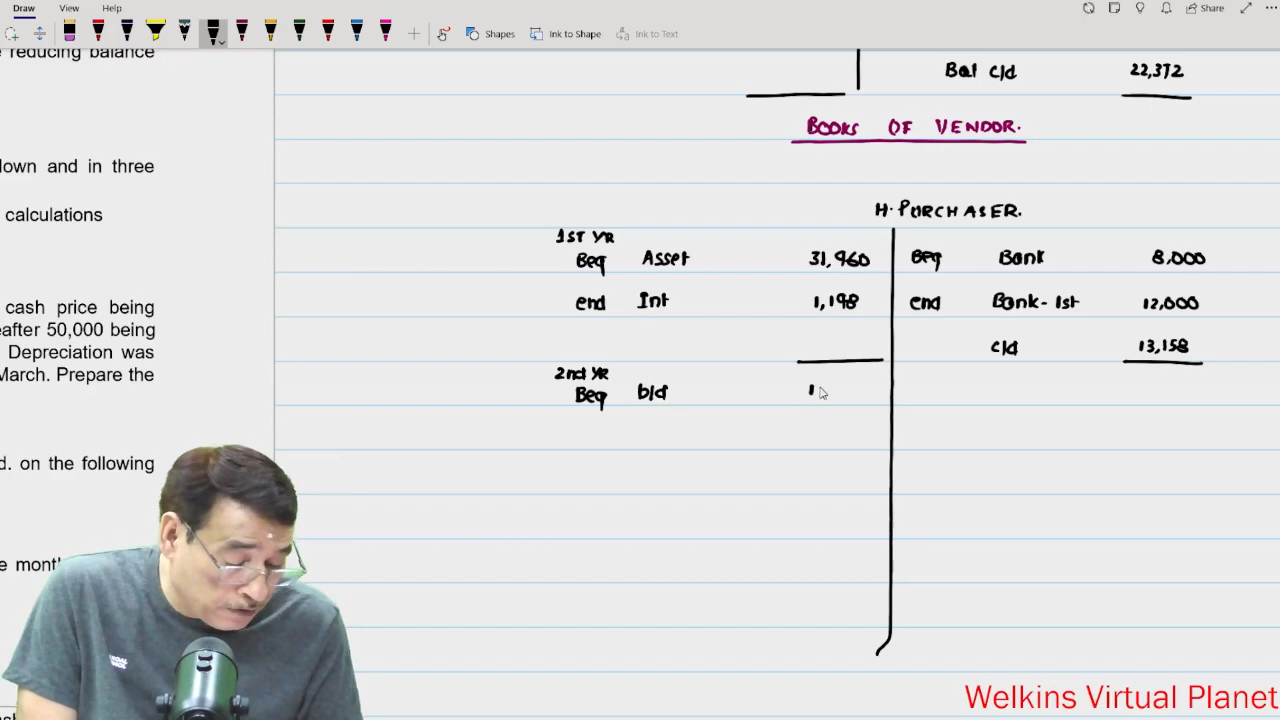 Draw View Help
Share
Shapes Ink to Shape Ink to Text
reducing balance
Bal c/d 22,372
BOOKS OF VENDOR.
down and in three
calculations
H. PURCHASER.
1ST YR
Beg Asset 31,960 Beg Bank 8,000
cash price being
end Int 1,198 end Bank - 1st 12,000
eafter 50,000 being
Depreciation was
c/d 13,158
March. Prepare the
2nd YR
Beg b/d 1
d. on the following
e month
Welkins Virtual Planet